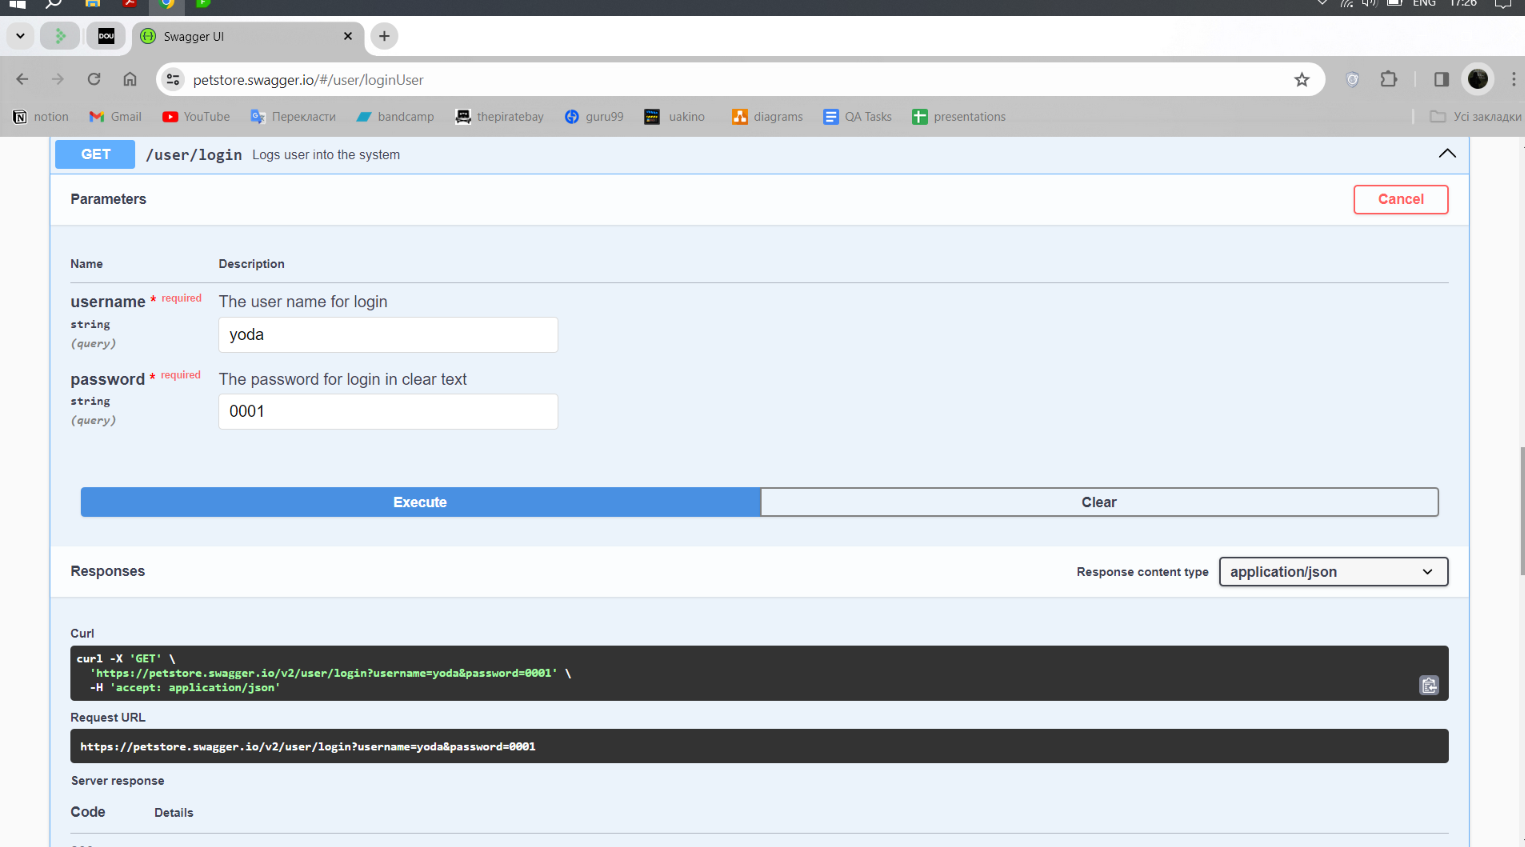 ENG 17:26
DOU Swagger UI
petstore.swagger.io/#/user/loginUser
notion Gmail YouTube Перекласти bandcamp thepiratebay guru99 uakino diagrams QA Tasks presentations Усі закладки
GET /user/login Logs user into the system
Parameters Cancel
Name Description
username * required The user name for login
string yoda
(query)
password * required The password for login in clear text
string 0001
(query)
Execute Clear
Responses Response content type application/json
Curl
curl -X 'GET' \
'https://petstore.swagger.io/v2/user/login?username=yoda&password=0001' \
-H 'accept: application/json'
Request URL
https://petstore.swagger.io/v2/user/login?username=yoda&password=0001
Server response
Code Details